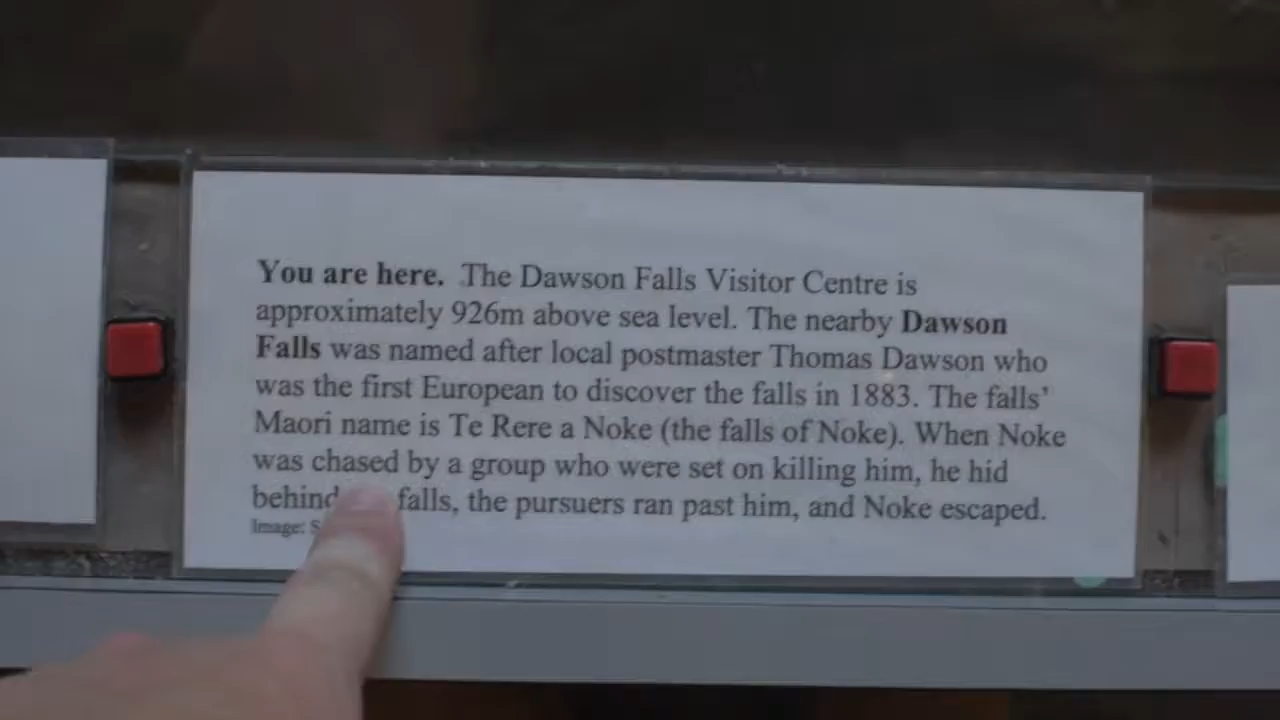 You are here. The Dawson Falls Visitor Centre is
approximately 926m above sea level. The nearby Dawson
Falls was named after local postmaster Thomas Dawson who
was the first European to discover the falls in 1883. The falls'
Maori name is Te Rere a Noke (the falls of Noke). When Noke
was chased by a group who were set on killing him, he hid
behind falls, the pursuers ran past him, and Noke escaped.
Image: